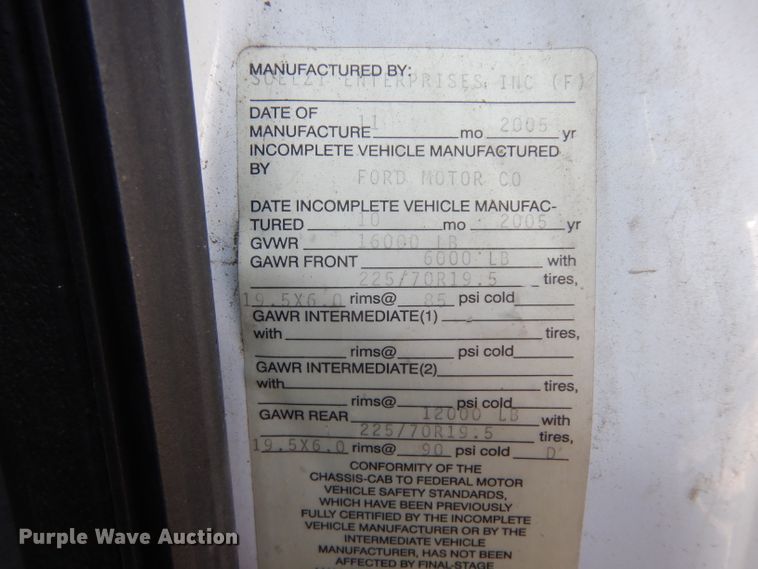 MANUFACTURED BY:
SCELZI ENTERPRISES INC (F)
DATE OF
MANUFACTURE 11 mo 2005 yr
INCOMPLETE VEHICLE MANUFACTURED
BY
FORD MOTOR CO
DATE INCOMPLETE VEHICLE MANUFAC-
TURED 10 mo 2005 yr
GVWR 16000 LB
GAWR FRONT 6000 LB with
225/70R19.5 tires,
19.5X6.0 rims@ 85 psi cold
GAWR INTERMEDIATE(1)
with tires,
rims@ psi cold
GAWR INTERMEDIATE(2)
with tires,
rims@ psi cold
GAWR REAR 12000 LB with
225/70R19.5 tires,
19.5X6.0 rims@ 90 psi cold D
CONFORMITY OF THE
CHASSIS-CAB TO FEDERAL MOTOR
VEHICLE SAFETY STANDARDS,
WHICH HAVE BEEN PREVIOUSLY
FULLY CERTIFIED BY THE INCOMPLETE
VEHICLE MANUFACTURER OR BY THE
INTERMEDIATE VEHICLE
MANUFACTURER, HAS NOT BEEN
AFFECTED BY FINAL-STAGE
Purple Wave Auction